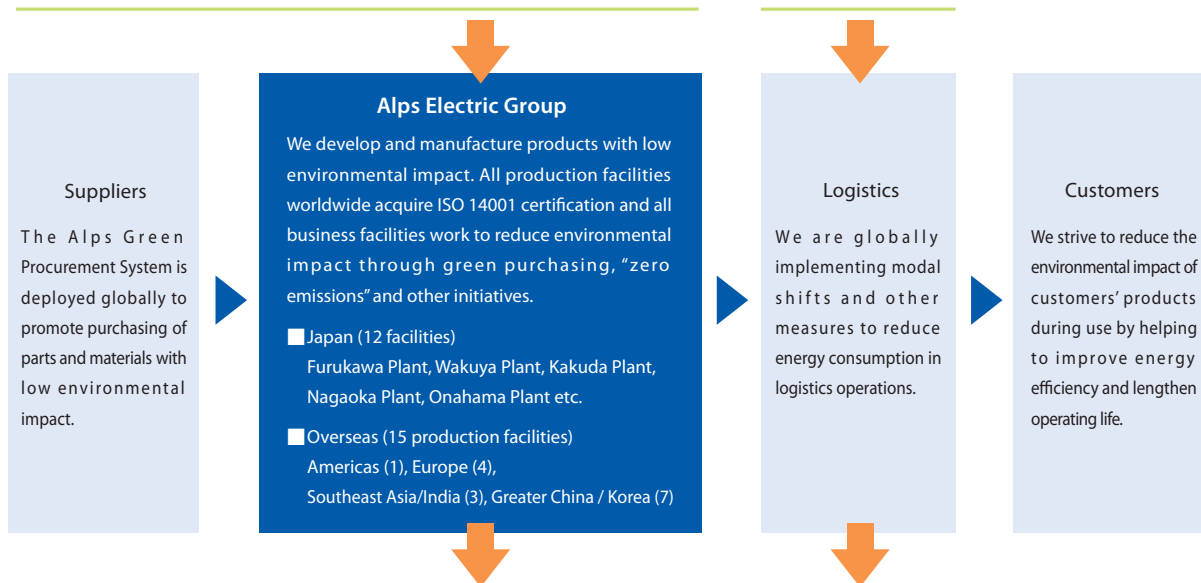 Suppliers
The Alps Green
Procurement System is
deployed globally to
promote purchasing of
parts and materials with
low environmental
impact.
Alps Electric Group
We develop and manufacture products with low
environmental impact. All production facilities
worldwide acquire ISO 14001 certification and all
business facilities work to reduce environmental
impact through green purchasing, “zero
emissions” and other initiatives.
Japan (12 facilities)
Furukawa Plant, Wakuya Plant, Kakuda Plant,
Nagaoka Plant, Onahama Plant etc.
Overseas (15 production facilities)
Americas (1), Europe (4),
Southeast Asia/India (3), Greater China / Korea (7)
Logistics
We are globally
implementing modal
shifts and other
measures to reduce
energy consumption in
logistics operations.
Customers
We strive to reduce the
environmental impact of
customers’ products
during use by helping
to improve energy
efficiency and lengthen
operating life.